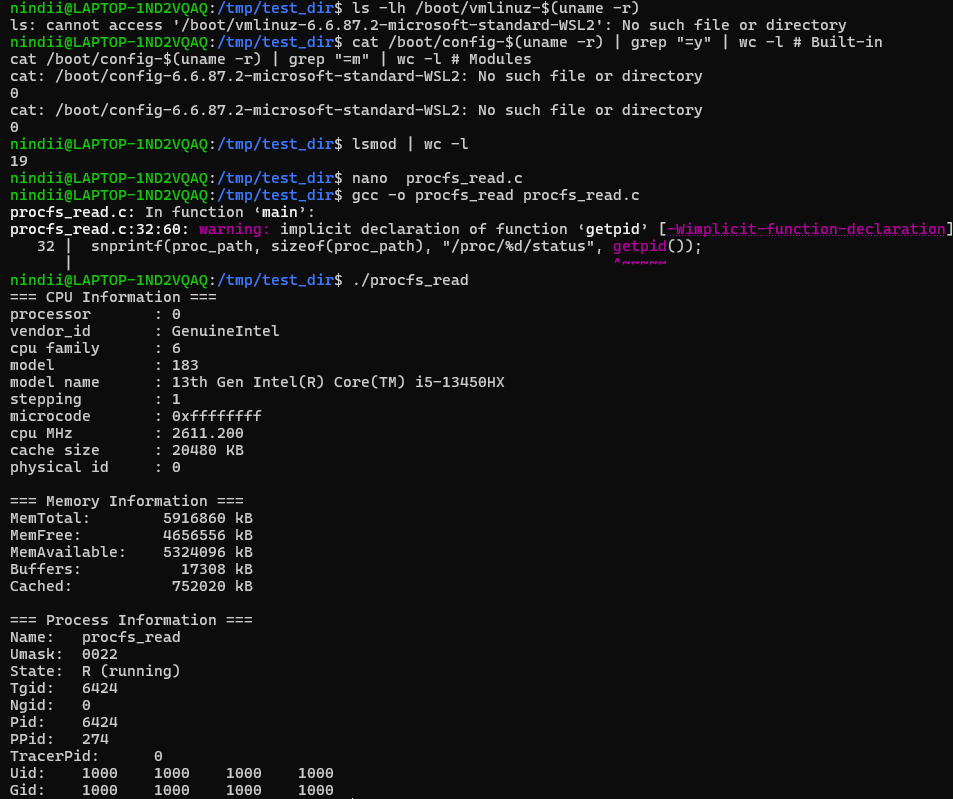 nindii@LAPTOP-1ND2VQAQ:/tmp/test_dir$ ls -lh /boot/vmlinuz-$(uname -r)
ls: cannot access '/boot/vmlinuz-6.6.87.2-microsoft-standard-WSL2': No such file or directory
nindii@LAPTOP-1ND2VQAQ:/tmp/test_dir$ cat /boot/config-$(uname -r) | grep "=y" | wc -l # Built-in
cat /boot/config-$(uname -r) | grep "=m" | wc -l # Modules
cat: /boot/config-6.6.87.2-microsoft-standard-WSL2: No such file or directory
0
cat: /boot/config-6.6.87.2-microsoft-standard-WSL2: No such file or directory
0
nindii@LAPTOP-1ND2VQAQ:/tmp/test_dir$ lsmod | wc -l
19
nindii@LAPTOP-1ND2VQAQ:/tmp/test_dir$ nano  procfs_read.c
nindii@LAPTOP-1ND2VQAQ:/tmp/test_dir$ gcc -o procfs_read procfs_read.c
procfs_read.c: In function ‘main’:
procfs_read.c:32:60: warning: implicit declaration of function ‘getpid’ [-Wimplicit-function-declaration]
   32 |  snprintf(proc_path, sizeof(proc_path), "/proc/%d/status", getpid());
      |                                                            ^~~~~~
nindii@LAPTOP-1ND2VQAQ:/tmp/test_dir$ ./procfs_read
=== CPU Information ===
processor       : 0
vendor_id       : GenuineIntel
cpu family      : 6
model           : 183
model name      : 13th Gen Intel(R) Core(TM) i5-13450HX
stepping        : 1
microcode       : 0xffffffff
cpu MHz         : 2611.200
cache size      : 20480 KB
physical id     : 0

=== Memory Information ===
MemTotal:        5916860 kB
MemFree:         4656556 kB
MemAvailable:    5324096 kB
Buffers:           17308 kB
Cached:           752020 kB

=== Process Information ===
Name:   procfs_read
Umask:  0022
State:  R (running)
Tgid:   6424
Ngid:   0
Pid:    6424
PPid:   274
TracerPid:      0
Uid:    1000    1000    1000    1000
Gid:    1000    1000    1000    1000